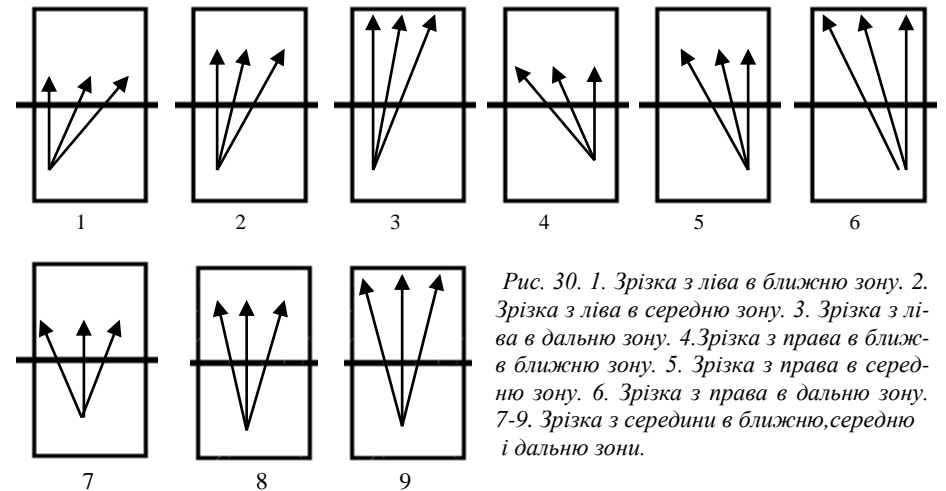 1 2 3 4 5 6
Рис. 30. 1. Зрізка з ліва в ближню зону. 2.
Зрізка з ліва в середню зону. 3. Зрізка з лі-
ва в дальню зону. 4.Зрізка з права в ближ-
в ближню зону. 5. Зрізка з права в серед-
ню зону. 6. Зрізка з права в дальню зону.
7-9. Зрізка з середини в ближню,середню
і дальню зони.
7 8 9